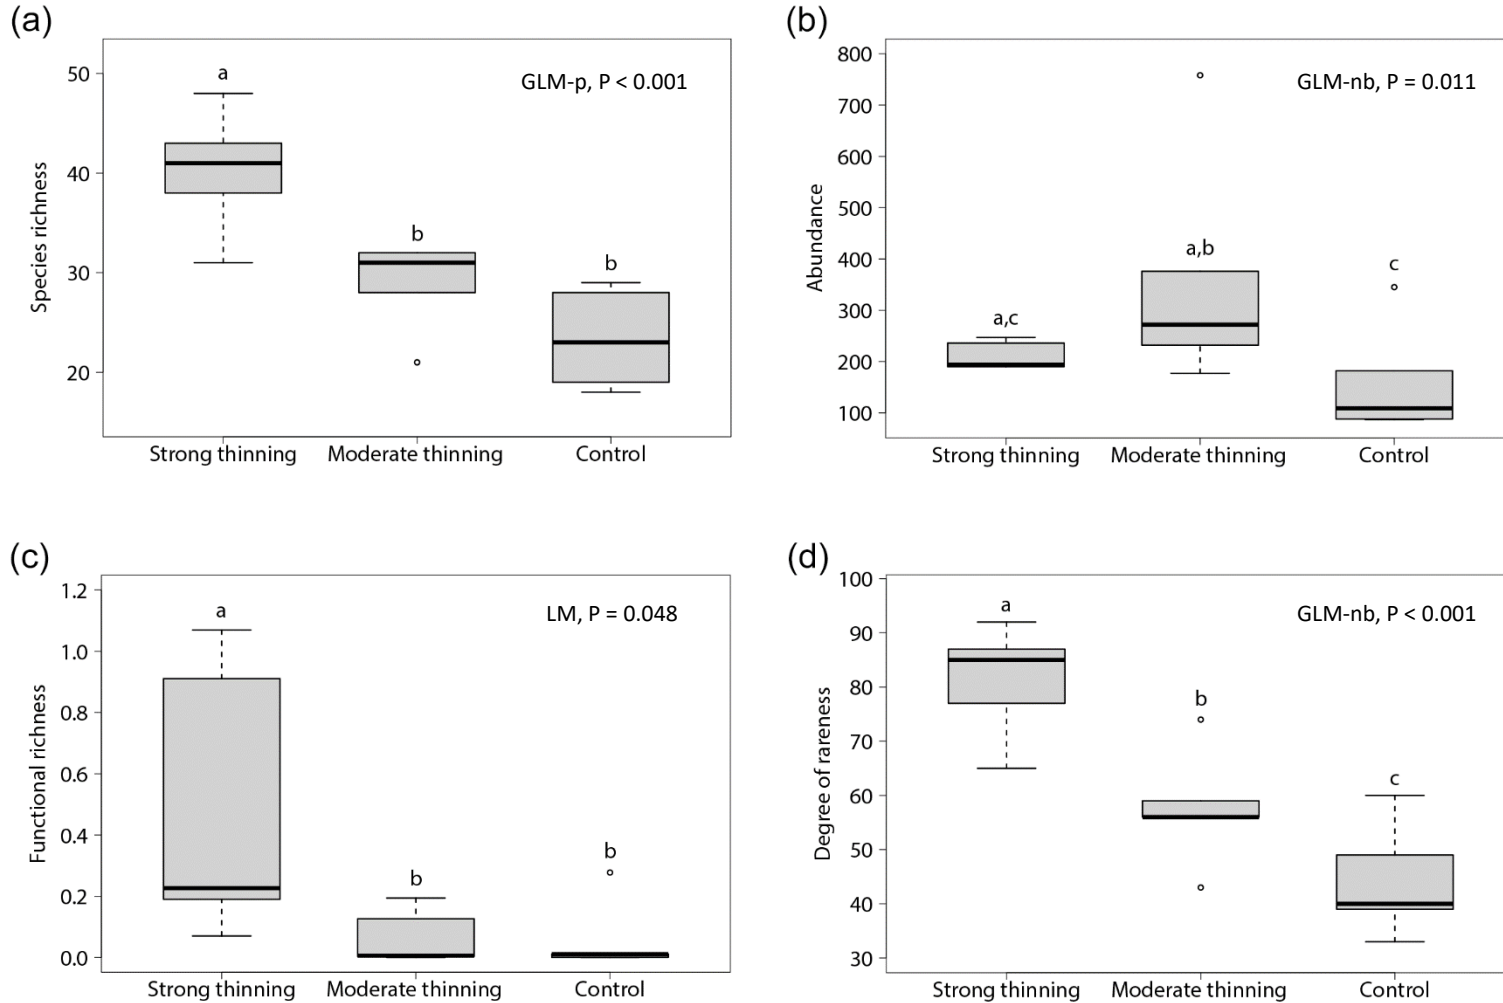 (a)
50
40
30
20
Species richness
a
b
b
GLM-p, P < 0.001
Strong thinning
Moderate thinning
Control
(b)
800
700
600
500
400
300
200
100
Abundance
a,c
a,b
c
GLM-nb, P = 0.011
Strong thinning
Moderate thinning
Control
(c)
1.2
1.0
0.8
0.6
0.4
0.2
0.0
Functional richness
a
b
b
LM, P = 0.048
Strong thinning
Moderate thinning
Control
(d)
100
90
80
70
60
50
40
30
Degree of rareness
a
b
c
GLM-nb, P < 0.001
Strong thinning
Moderate thinning
Control